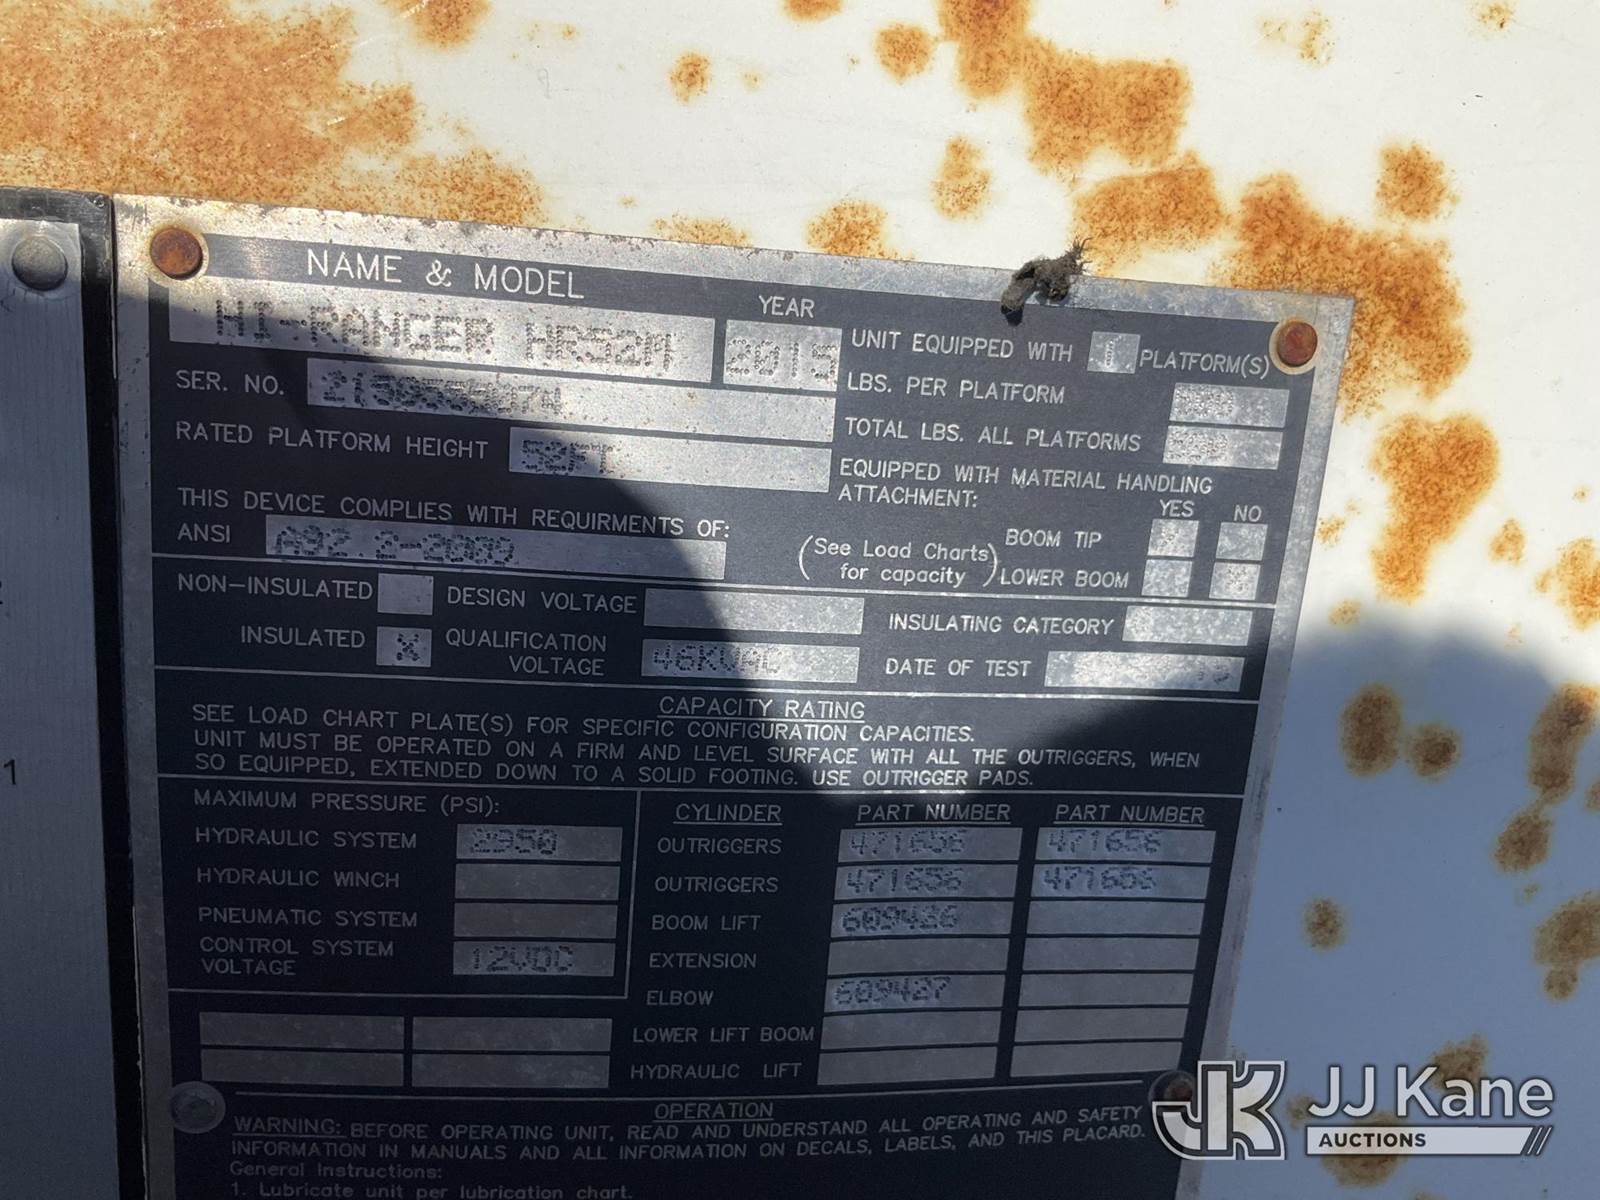 NAME & MODEL
HI-RANGER HR52M
YEAR
2015
UNIT EQUIPPED WITH 1 PLATFORM(S)
SER. NO.
LBS. PER PLATFORM
RATED PLATFORM HEIGHT 52FT
TOTAL LBS. ALL PLATFORMS
EQUIPPED WITH MATERIAL HANDLING
ATTACHMENT:
YES NO
THIS DEVICE COMPLIES WITH REQUIRMENTS OF:
ANSI A92.2-2009
(See Load Charts
for capacity)
BOOM TIP
LOWER BOOM
NON-INSULATED
DESIGN VOLTAGE
INSULATING CATEGORY
INSULATED X
QUALIFICATION
VOLTAGE 46KVAC
DATE OF TEST
CAPACITY RATING
SEE LOAD CHART PLATE(S) FOR SPECIFIC CONFIGURATION CAPACITIES.
UNIT MUST BE OPERATED ON A FIRM AND LEVEL SURFACE WITH ALL THE OUTRIGGERS, WHEN
SO EQUIPPED, EXTENDED DOWN TO A SOLID FOOTING. USE OUTRIGGER PADS.
MAXIMUM PRESSURE (PSI):
HYDRAULIC SYSTEM 2950
HYDRAULIC WINCH
PNEUMATIC SYSTEM
CONTROL SYSTEM
VOLTAGE 12VDC
CYLINDER PART NUMBER PART NUMBER
OUTRIGGERS 471656 471656
OUTRIGGERS 471656 471656
BOOM LIFT 609426
EXTENSION
ELBOW 609427
LOWER LIFT BOOM
HYDRAULIC LIFT
OPERATION
WARNING: BEFORE OPERATING UNIT, READ AND UNDERSTAND ALL OPERATING AND SAFETY
INFORMATION IN MANUALS AND ALL INFORMATION ON DECALS, LABELS, AND THIS PLACARD.
General Instructions:
1. Lubricate unit per lubrication chart.
1
JK JJ Kane
AUCTIONS